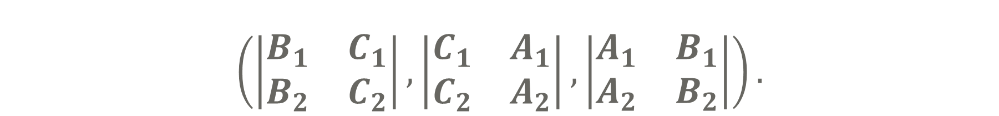 (|B₁ C₁|, |C₁ A₁|, |A₁ B₁|).
|B₂ C₂| |C₂ A₂| |A₂ B₂|